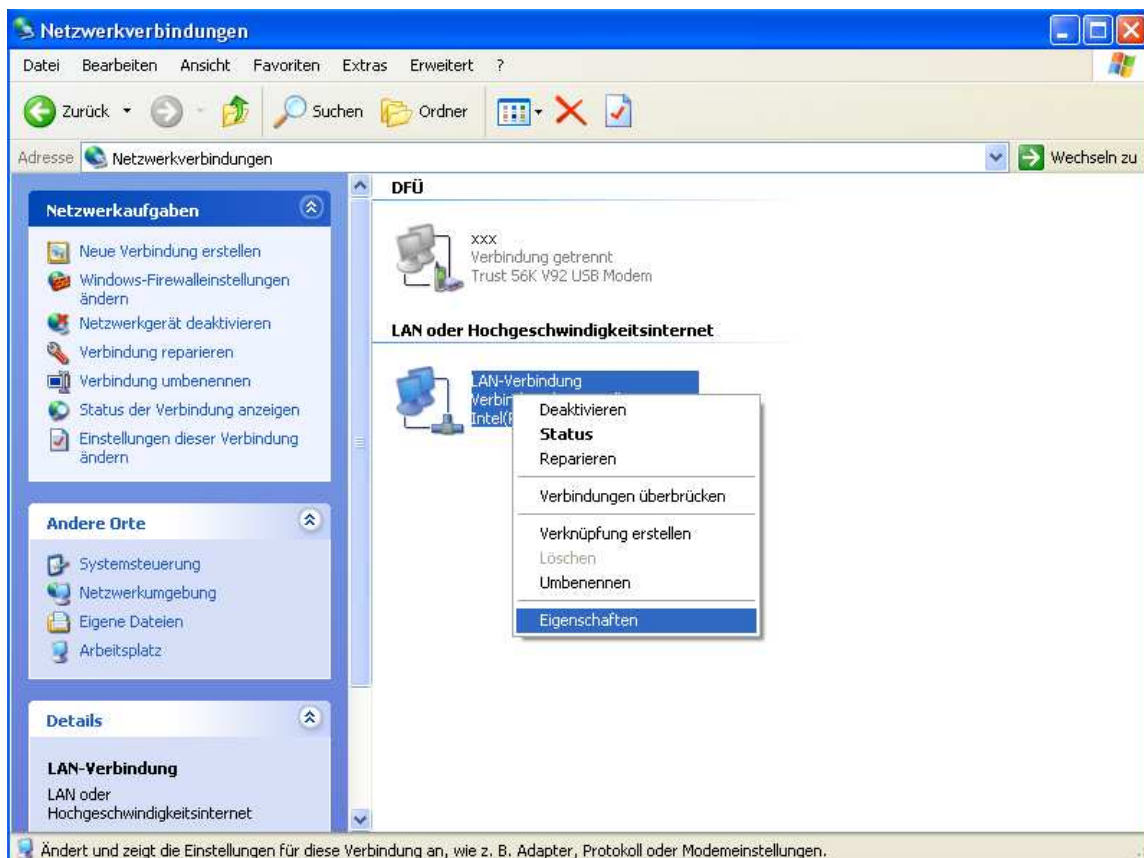 Netzwerkverbindungen
Datei Bearbeiten Ansicht Favoriten Extras Erweitert ?
Zurück Suchen Ordner
Adresse Netzwerkverbindungen Wechseln zu
Netzwerkaufgaben
Neue Verbindung erstellen
Windows-Firewalleinstellungen
ändern
Netzwerkgerät deaktivieren
Verbindung reparieren
Verbindung umbenennen
Status der Verbindung anzeigen
Einstellungen dieser Verbindung
ändern
Andere Orte
Systemsteuerung
Netzwerkumgebung
Eigene Dateien
Arbeitsplatz
Details
LAN-Verbindung
LAN oder
Hochgeschwindigkeitsinternet
DFÜ
xxx
Verbindung getrennt
Trust 56K V92 USB Modem
LAN oder Hochgeschwindigkeitsinternet
LAN-Verbindung
Deaktivieren
Status
Reparieren
Verbindungen überbrücken
Verknüpfung erstellen
Löschen
Umbenennen
Eigenschaften
Ändert und zeigt die Einstellungen für diese Verbindung an, wie z. B. Adapter, Protokoll oder Modemeinstellungen.